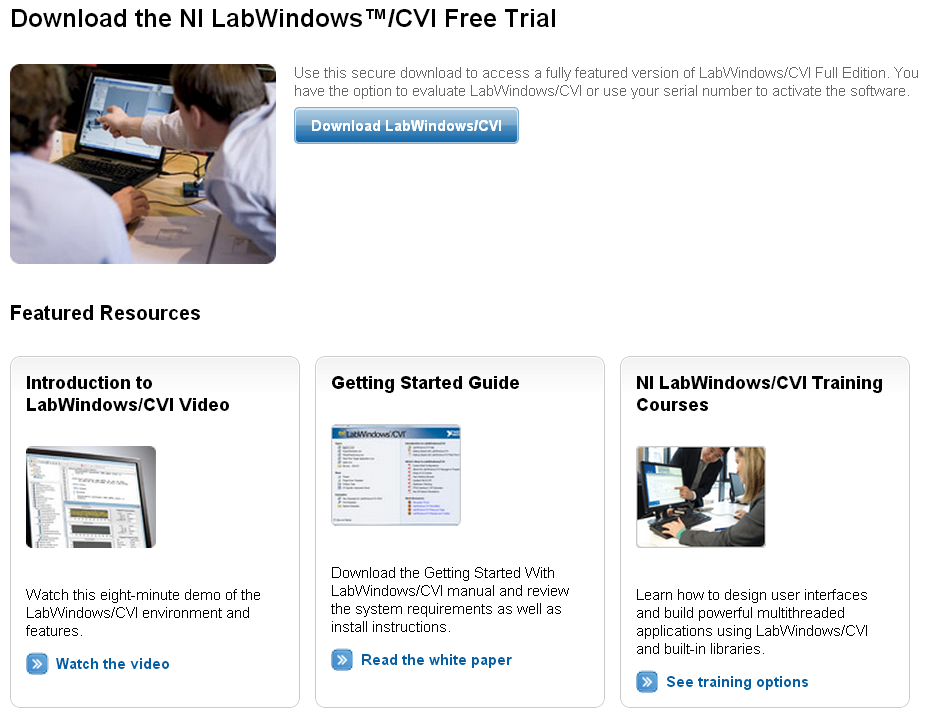 Download the NI LabWindows™/CVI Free Trial
Use this secure download to access a fully featured version of LabWindows/CVI Full Edition. You
have the option to evaluate LabWindows/CVI or use your serial number to activate the software.
Download LabWindows/CVI
Featured Resources
Introduction to
LabWindows/CVI Video
Watch this eight-minute demo of the
LabWindows/CVI environment and
features.
Watch the video
Getting Started Guide
LabWindows/CVI
Download the Getting Started With
LabWindows/CVI manual and review
the system requirements as well as
install instructions.
Read the white paper
NI LabWindows/CVI Training
Courses
Learn how to design user interfaces
and build powerful multithreaded
applications using LabWindows/CVI
and built-in libraries.
See training options